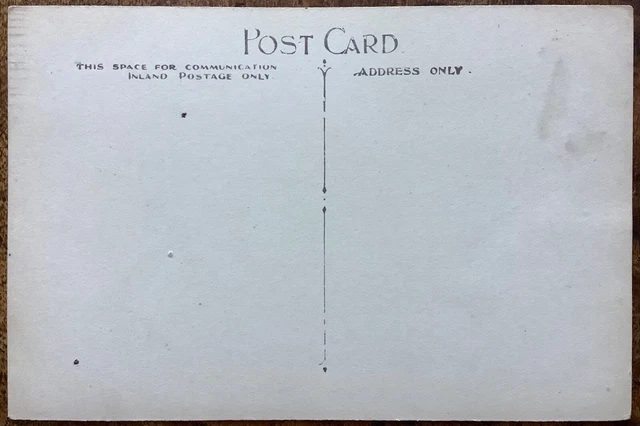 POST CARD
THIS SPACE FOR COMMUNICATION
INLAND POSTAGE ONLY.
ADDRESS ONLY.